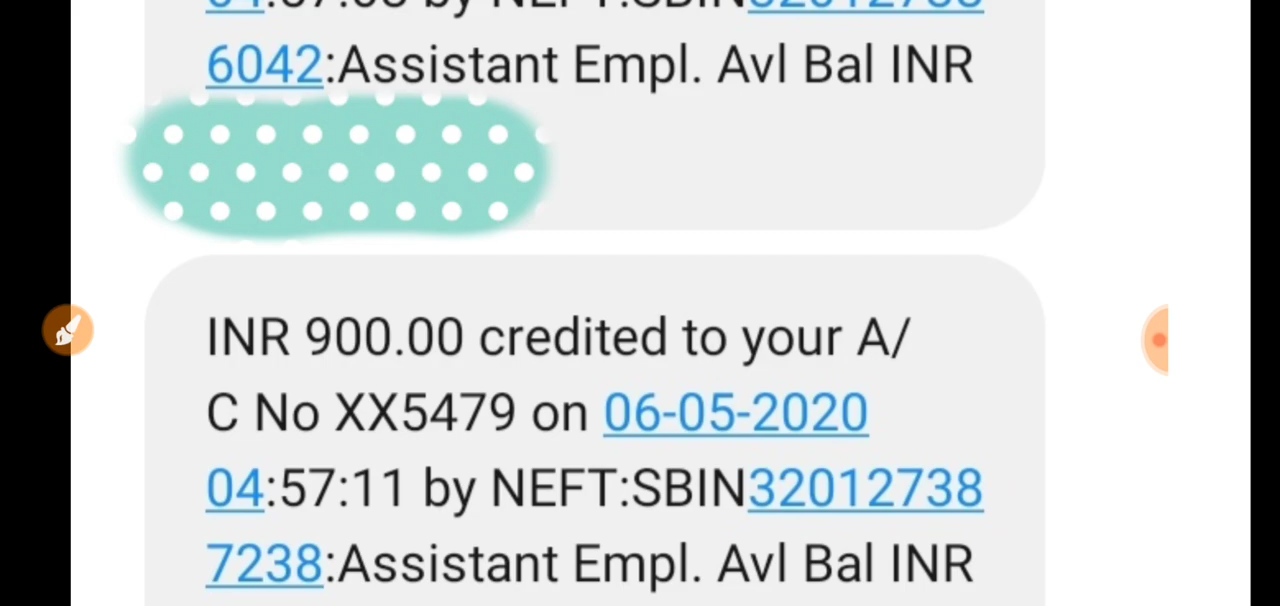 6042:Assistant Empl. Avl Bal INR
INR 900.00 credited to your A/
C No XX5479 on 06-05-2020
04:57:11 by NEFT:SBIN32012738
7238:Assistant Empl. Avl Bal INR